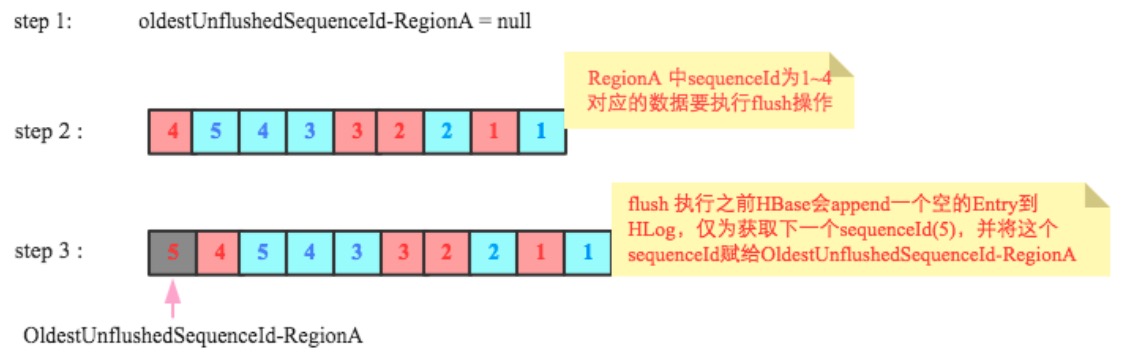 step 1: oldestUnflushedSequenceId-RegionA = null
RegionA 中sequenceId为1~4
对应的数据要执行flush操作
step 2 : 4 5 4 3 3 2 2 1 1
flush 执行之前HBase会append一个空的Entry到
HLog，仅为获取下一个sequenceId(5)，并将这个
sequenceId赋给OldestUnflushedSequenceId-RegionA
step 3 : 5 4 5 4 3 3 2 2 1 1
OldestUnflushedSequenceId-RegionA